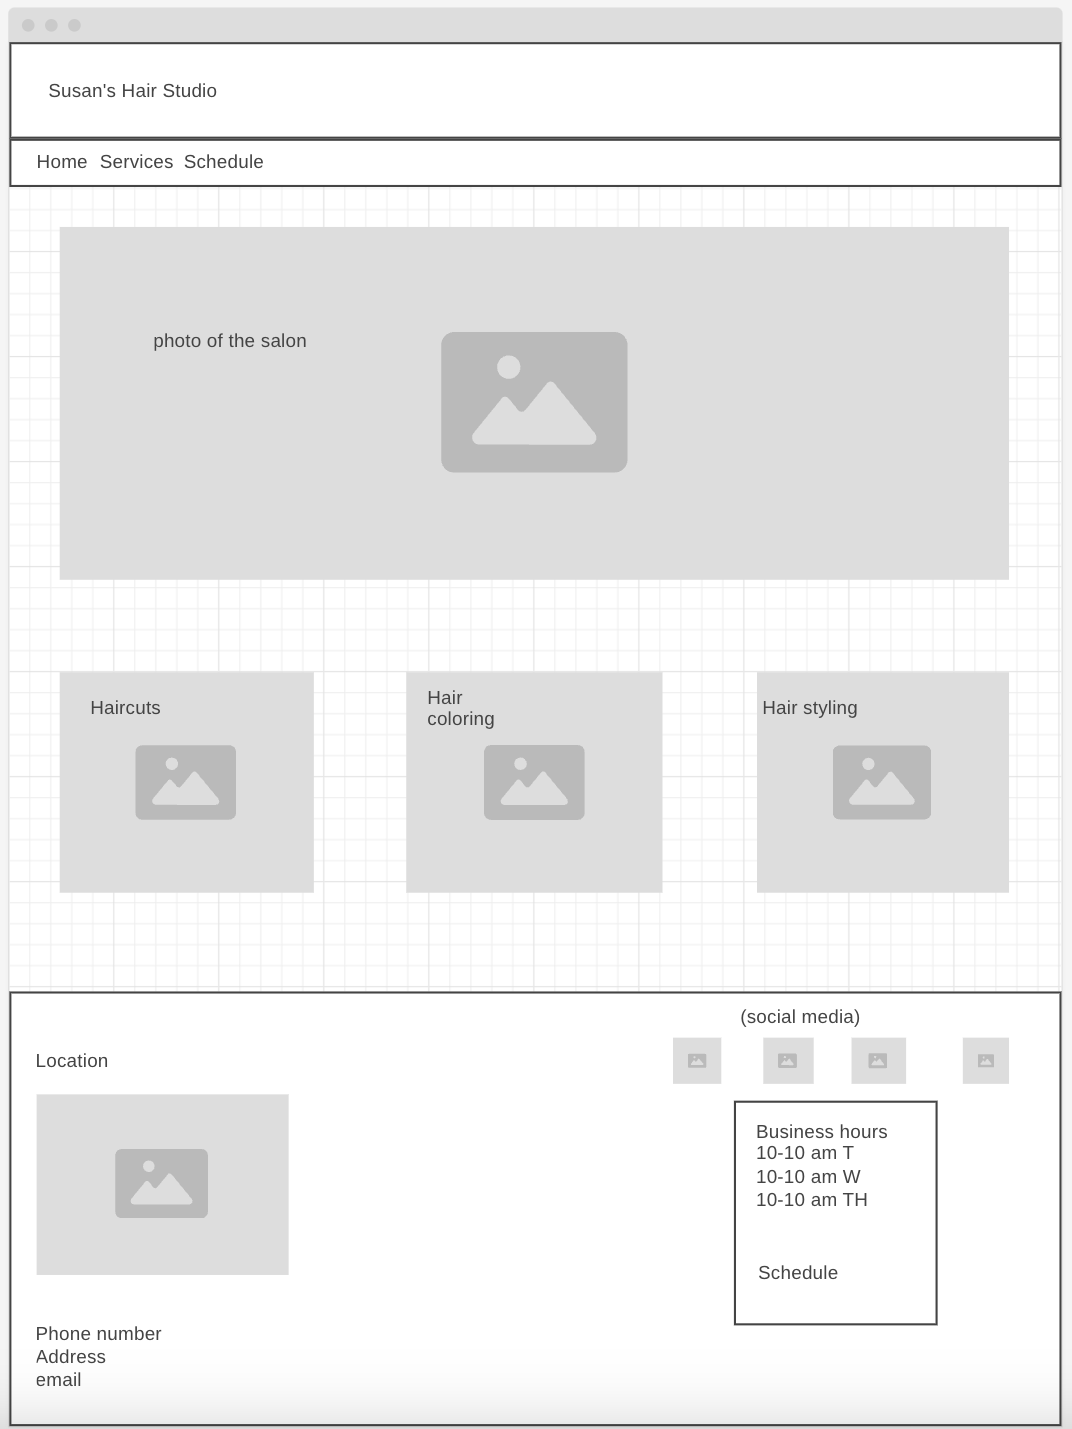 Susan's Hair Studio
Home Services Schedule
photo of the salon
Haircuts
Hair
coloring
Hair styling
(social media)
Location
Business hours
10-10 am T
10-10 am W
10-10 am TH
Schedule
Phone number
Address
email